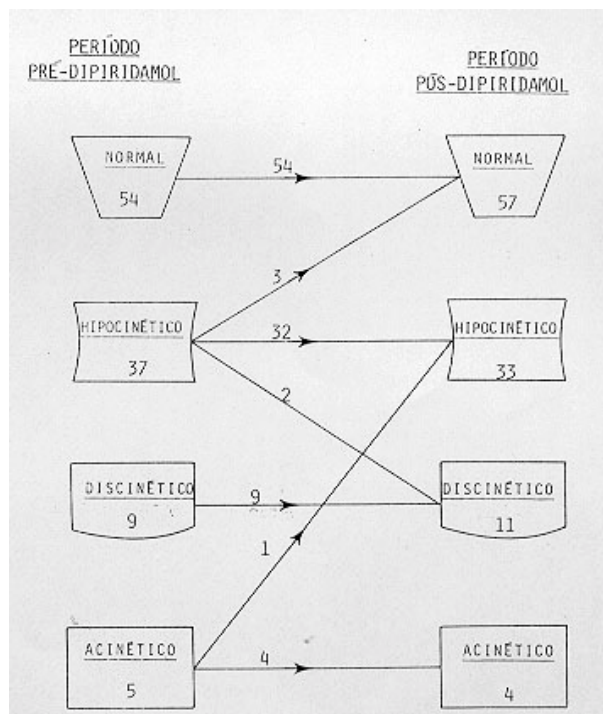 PERÍODO
PRÉ-DIPIRIDAMOL
PERÍODO
PÓS-DIPIRIDAMOL
NORMAL
54
54
NORMAL
57
3
HIPOCINÉTICO
37
32
HIPOCINÉTICO
33
2
DISCINÉTICO
9
9
DISCINÉTICO
11
1
ACINÉTICO
5
4
ACINÉTICO
4